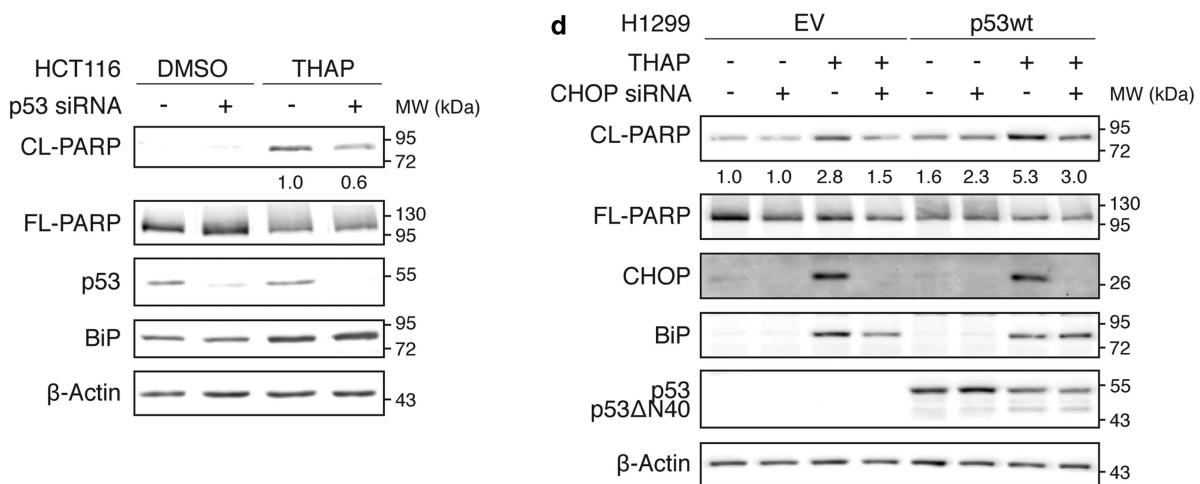 HCT116 DMSO THAP
p53 siRNA - + - + MW (kDa)
CL-PARP 95
72
1.0 0.6
FL-PARP 130
95
p53 55
BiP 95
72
β-Actin 43
d H1299 EV p53wt
THAP - - + + - - + +
CHOP siRNA - + - + - + - + MW (kDa)
CL-PARP 95
72
1.0 1.0 2.8 1.5 1.6 2.3 5.3 3.0
FL-PARP 130
95
CHOP 26
BiP 95
72
p53 55
p53ΔN40 43
β-Actin 43